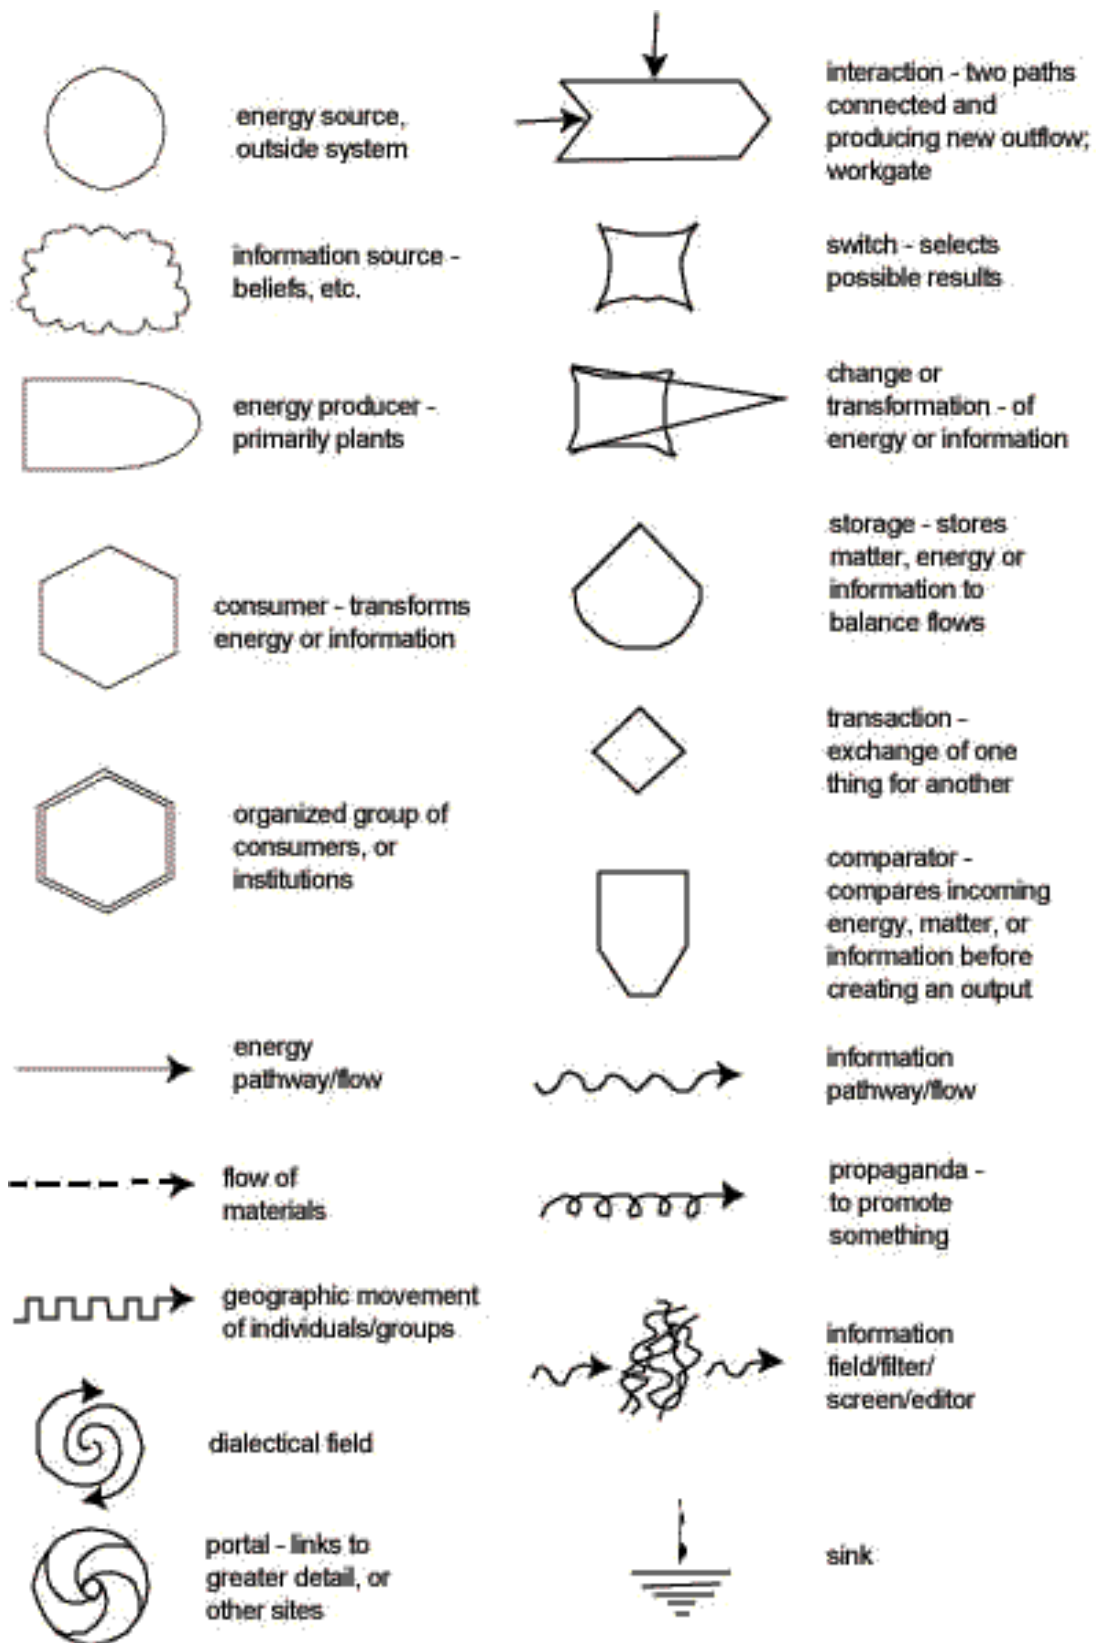 energy source,
outside system
information source -
beliefs, etc.
energy producer -
primarily plants
consumer - transforms
energy or information
organized group of
consumers, or
institutions
energy
pathway/flow
flow of
materials
geographic movement
of individuals/groups
dialectical field
portal - links to
greater detail, or
other sites
interaction - two paths
connected and
producing new outflow;
workgate
switch - selects
possible results
change or
transformation - of
energy or information
storage - stores
matter, energy or
information to
balance flows
transaction -
exchange of one
thing for another
comparator -
compares incoming
energy, matter, or
information before
creating an output
information
pathway/flow
propaganda -
to promote
something
information
field/filter/
screen/editor
sink